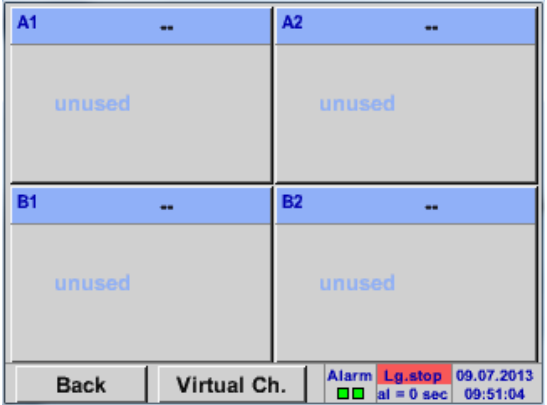 A1 --
A2 --
unused
unused
B1 --
B2 --
unused
unused
Back
Virtual Ch.
Alarm
Lg.stop
al = 0 sec
09.07.2013
09:51:04